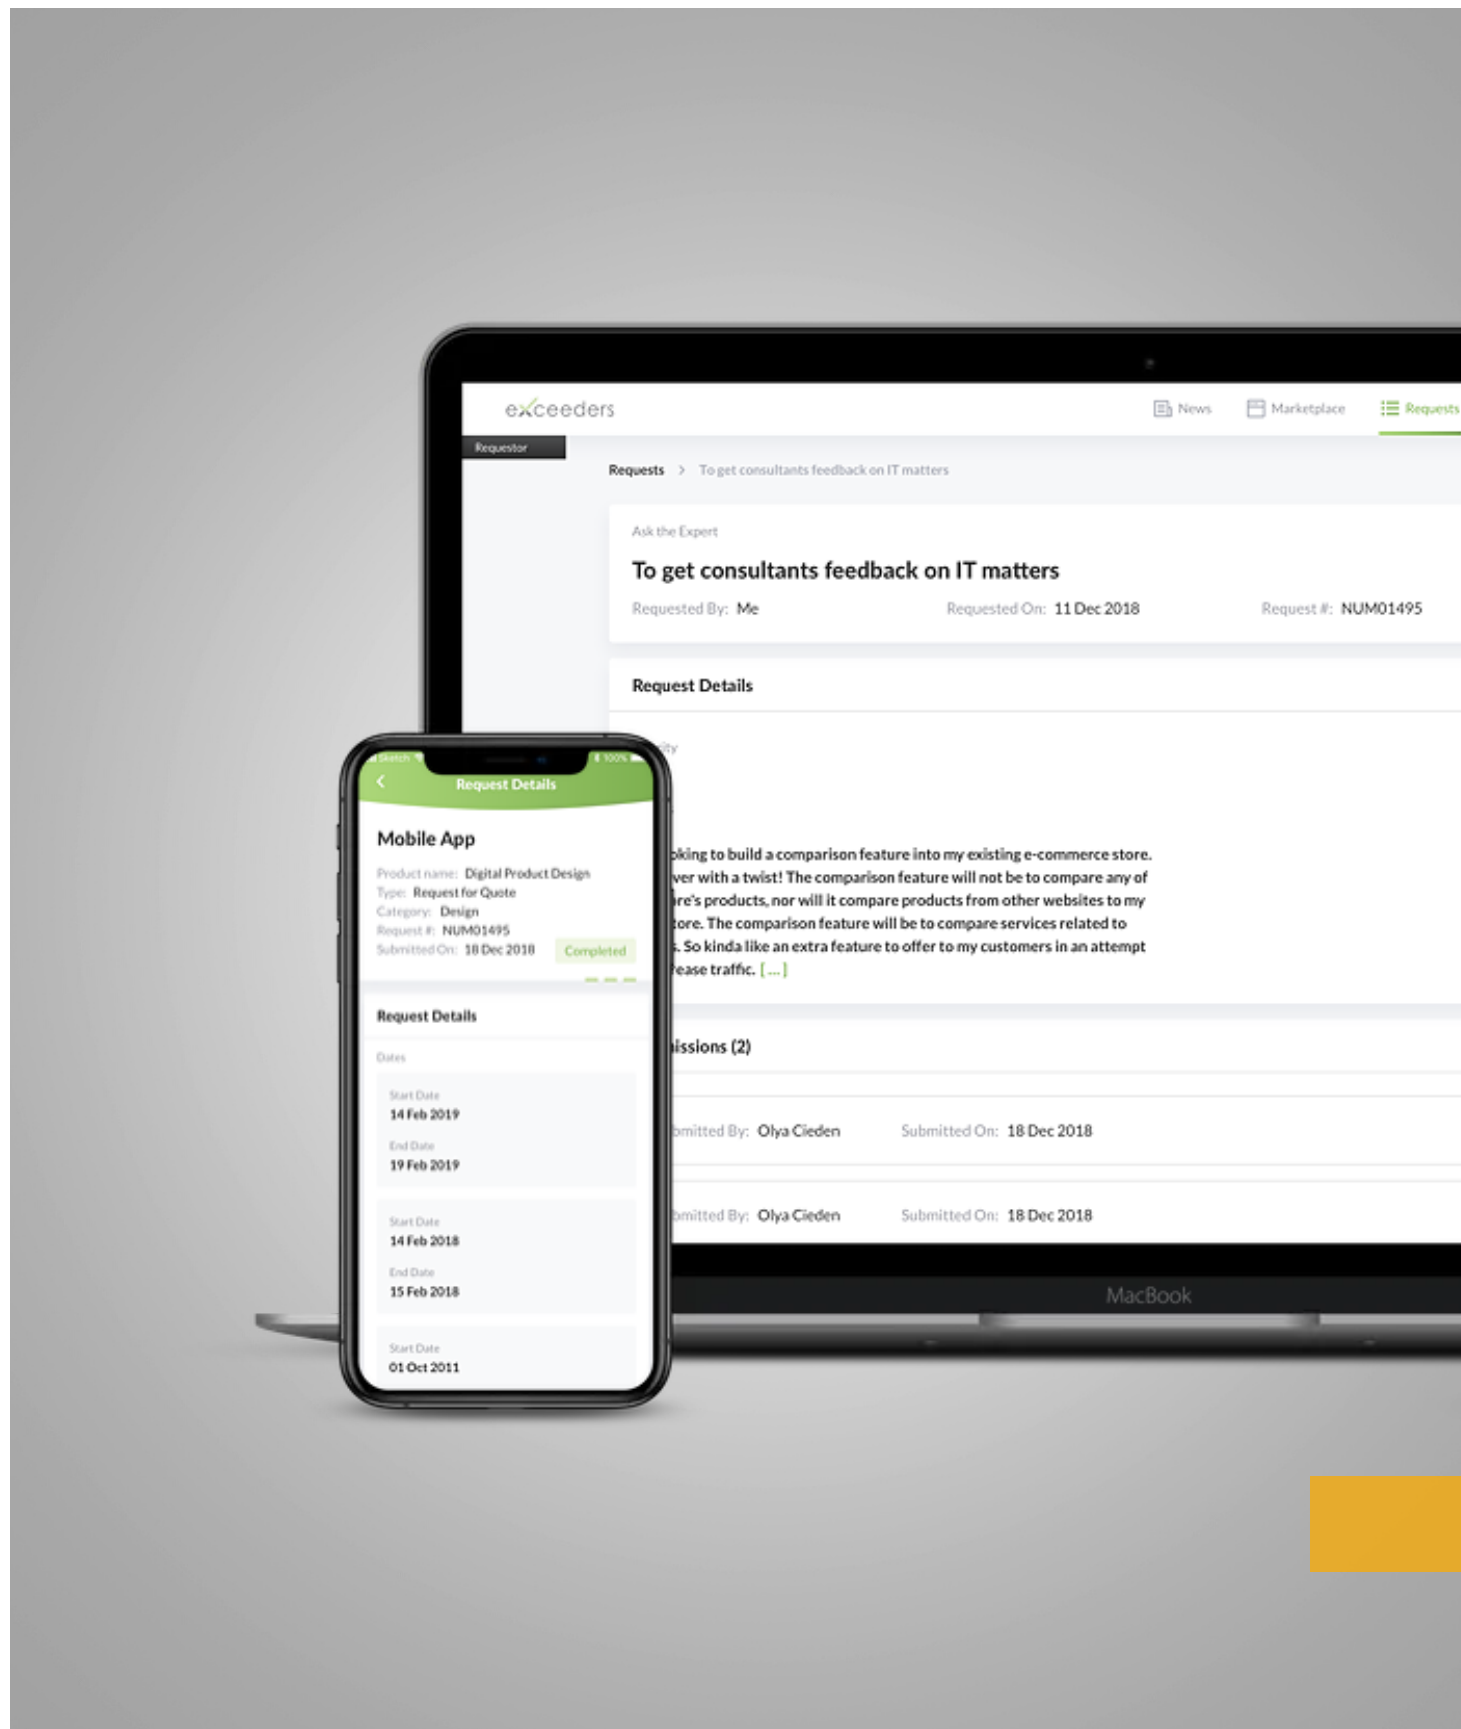 exceeders
News
Marketplace
Requests
Requestor
Requests > To get consultants feedback on IT matters
Ask the Expert
To get consultants feedback on IT matters
Requested By: Me
Requested On: 11 Dec 2018
Request #: NUM01495
Request Details
oking to build a comparison feature into my existing e-commerce store.
ver with a twist! The comparison feature will not be to compare any of
re's products, nor will it compare products from other websites to my
tore. The comparison feature will be to compare services related to
s. So kinda like an extra feature to offer to my customers in an attempt
rease traffic. [ ... ]
issions (2)
bmitted By: Olya Cieden
Submitted On: 18 Dec 2018
bmitted By: Olya Cieden
Submitted On: 18 Dec 2018
MacBook
Sketch
100%
Request Details
Mobile App
Product name: Digital Product Design
Type: Request for Quote
Category: Design
Request #: NUM01495
Submitted On: 18 Dec 2018
Completed
Request Details
Dates
Start Date
14 Feb 2019
End Date
19 Feb 2019
Start Date
14 Feb 2018
End Date
15 Feb 2018
Start Date
01 Oct 2011